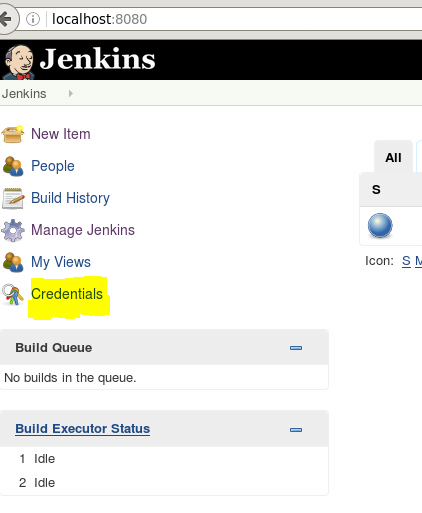 localhost:8080
Jenkins
Jenkins
New Item
People
Build History
Manage Jenkins
My Views
Credentials
All
S
Icon: S M
Build Queue
No builds in the queue.
Build Executor Status
1 Idle
2 Idle